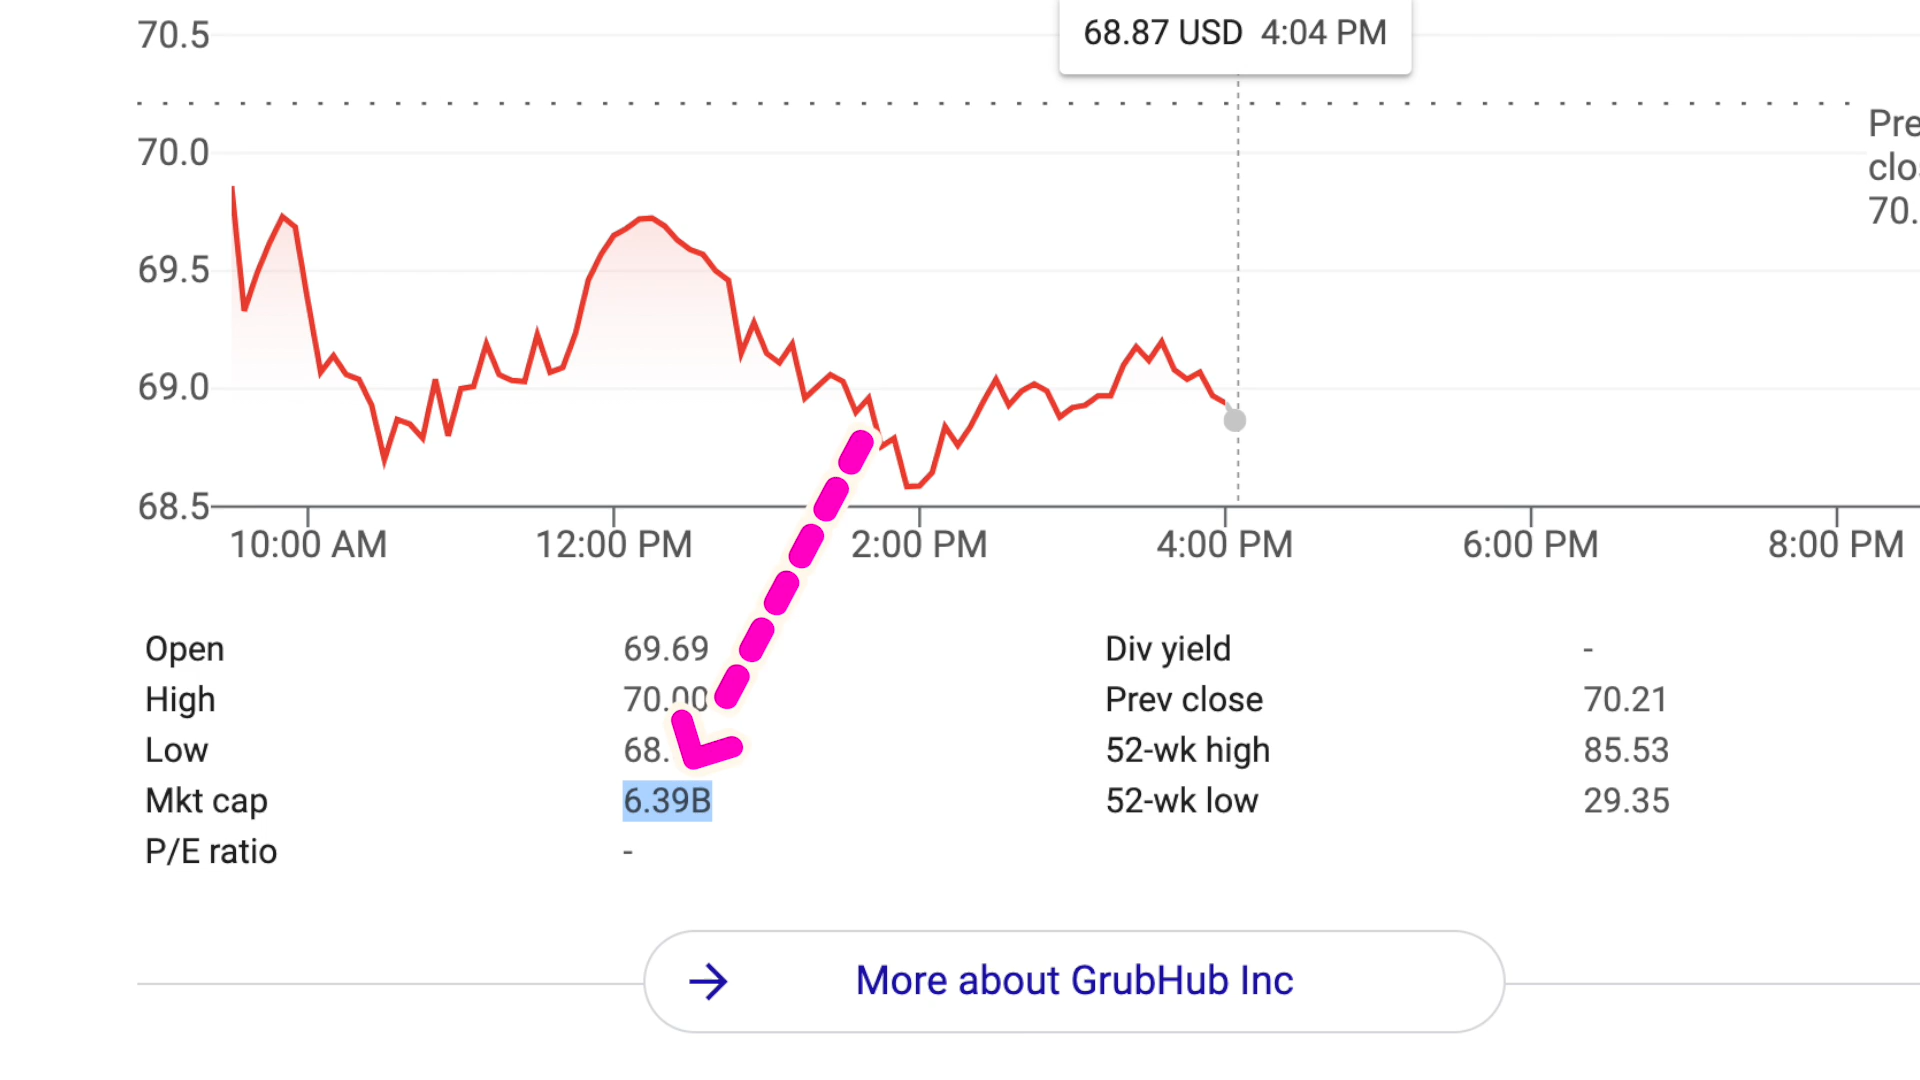 70.5
68.87 USD 4:04 PM
70.0
69.5
69.0
68.5
10:00 AM 12:00 PM 2:00 PM 4:00 PM 6:00 PM 8:00 PM
Open 69.69 Div yield -
High 70.00 Prev close 70.21
Low 68. 52-wk high 85.53
Mkt cap 6.39B 52-wk low 29.35
P/E ratio -
→ More about GrubHub Inc